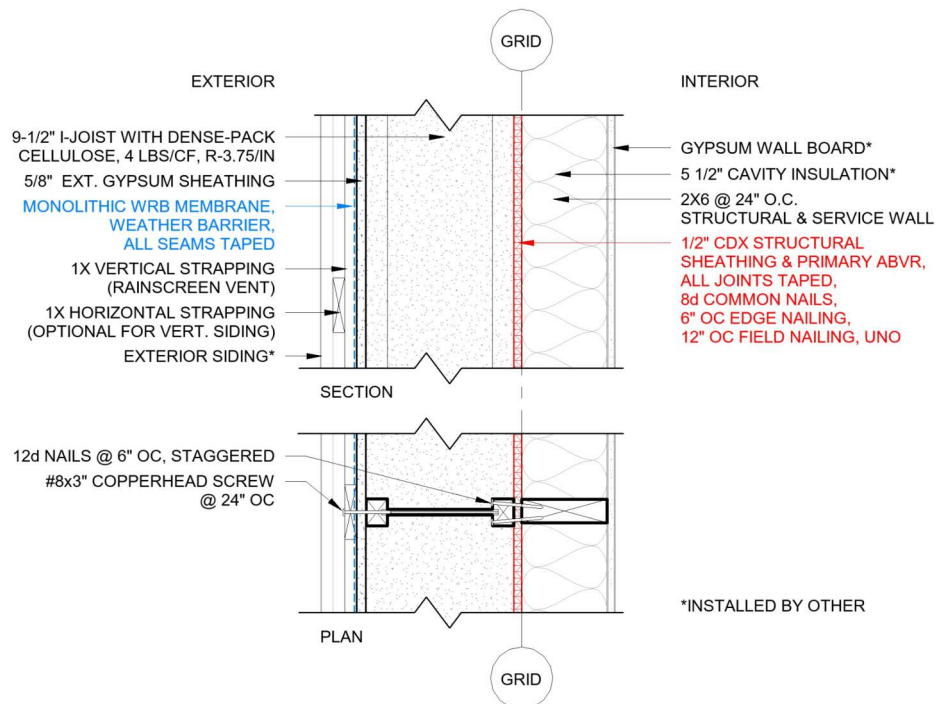 GRID
EXTERIOR
INTERIOR
9-1/2" I-JOIST WITH DENSE-PACK
CELLULOSE, 4 LBS/CF, R-3.75/IN
5/8" EXT. GYPSUM SHEATHING
MONOLITHIC WRB MEMBRANE,
WEATHER BARRIER,
ALL SEAMS TAPED
1X VERTICAL STRAPPING
(RAINSCREEN VENT)
1X HORIZONTAL STRAPPING
(OPTIONAL FOR VERT. SIDING)
EXTERIOR SIDING*
GYPSUM WALL BOARD*
5 1/2" CAVITY INSULATION*
2X6 @ 24" O.C.
STRUCTURAL & SERVICE WALL
1/2" CDX STRUCTURAL
SHEATHING & PRIMARY ABVR,
ALL JOINTS TAPED,
8d COMMON NAILS,
6" OC EDGE NAILING,
12" OC FIELD NAILING, UNO
SECTION
12d NAILS @ 6" OC, STAGGERED
#8x3" COPPERHEAD SCREW
@ 24" OC
*INSTALLED BY OTHER
PLAN
GRID